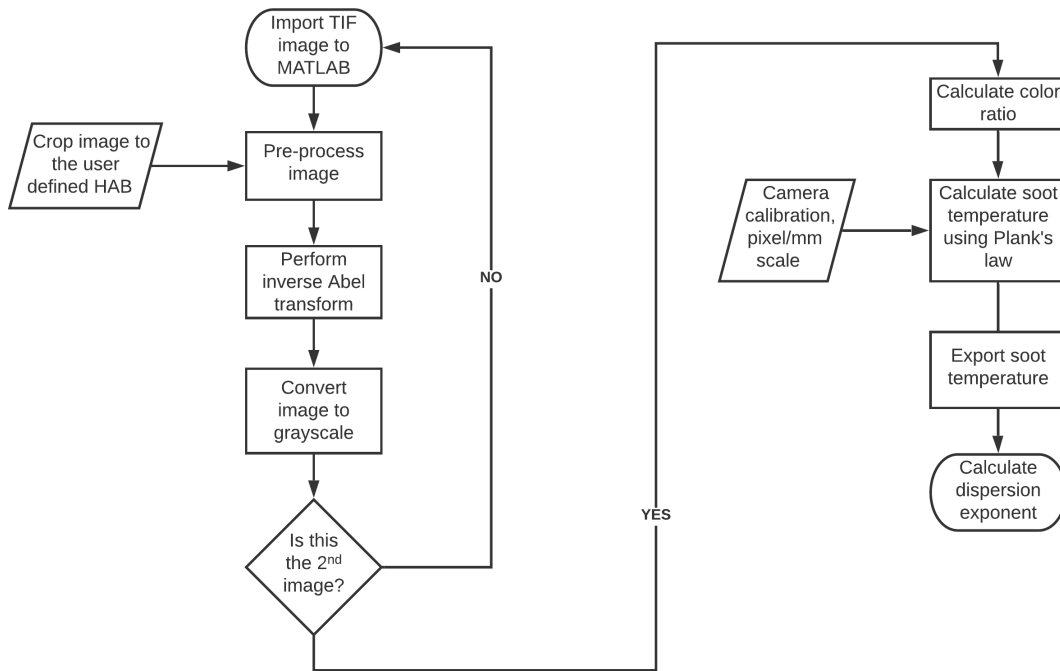 Import TIF
image to
MATLAB
Crop image to
the user
defined HAB
Pre-process
image
Perform
inverse Abel
transform
Convert
image to
grayscale
Is this
the 2nd
image?
NO
YES
Calculate color
ratio
Camera
calibration,
pixel/mm
scale
Calculate soot
temperature
using Plank's
law
Export soot
temperature
Calculate
dispersion
exponent